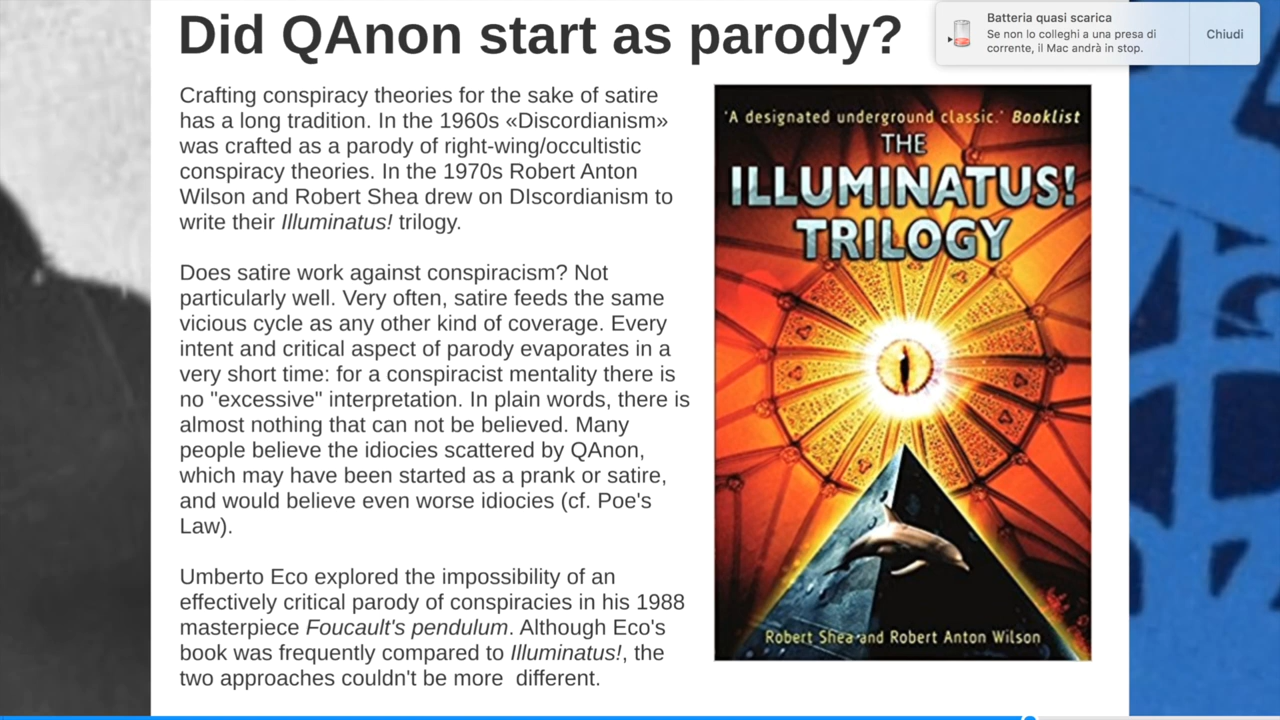 Did QAnon start as parody?
Batteria quasi scarica
Se non lo colleghi a una presa di
corrente, il Mac andrà in stop.
Chiudi
Crafting conspiracy theories for the sake of satire
has a long tradition. In the 1960s «Discordianism»
was crafted as a parody of right-wing/occultistic
conspiracy theories. In the 1970s Robert Anton
Wilson and Robert Shea drew on DIscordianism to
write their Illuminatus! trilogy.
Does satire work against conspiracism? Not
particularly well. Very often, satire feeds the same
vicious cycle as any other kind of coverage. Every
intent and critical aspect of parody evaporates in a
very short time: for a conspiracist mentality there is
no "excessive" interpretation. In plain words, there is
almost nothing that can not be believed. Many
people believe the idiocies scattered by QAnon,
which may have been started as a prank or satire,
and would believe even worse idiocies (cf. Poe's
Law).
Umberto Eco explored the impossibility of an
effectively critical parody of conspiracies in his 1988
masterpiece Foucault's pendulum. Although Eco's
book was frequently compared to Illuminatus!, the
two approaches couldn't be more  different.
'A designated underground classic.' Booklist
THE
ILLUMINATUS!
TRILOGY
Robert Shea and Robert Anton Wilson